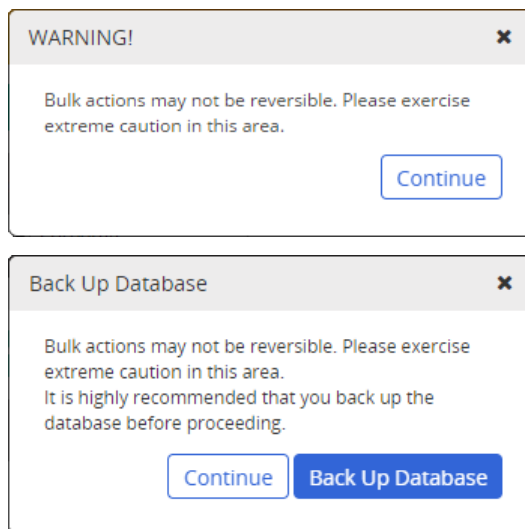 WARNING!
Bulk actions may not be reversible. Please exercise
extreme caution in this area.
Continue
Back Up Database
Bulk actions may not be reversible. Please exercise
extreme caution in this area.
It is highly recommended that you back up the
database before proceeding.
Continue Back Up Database